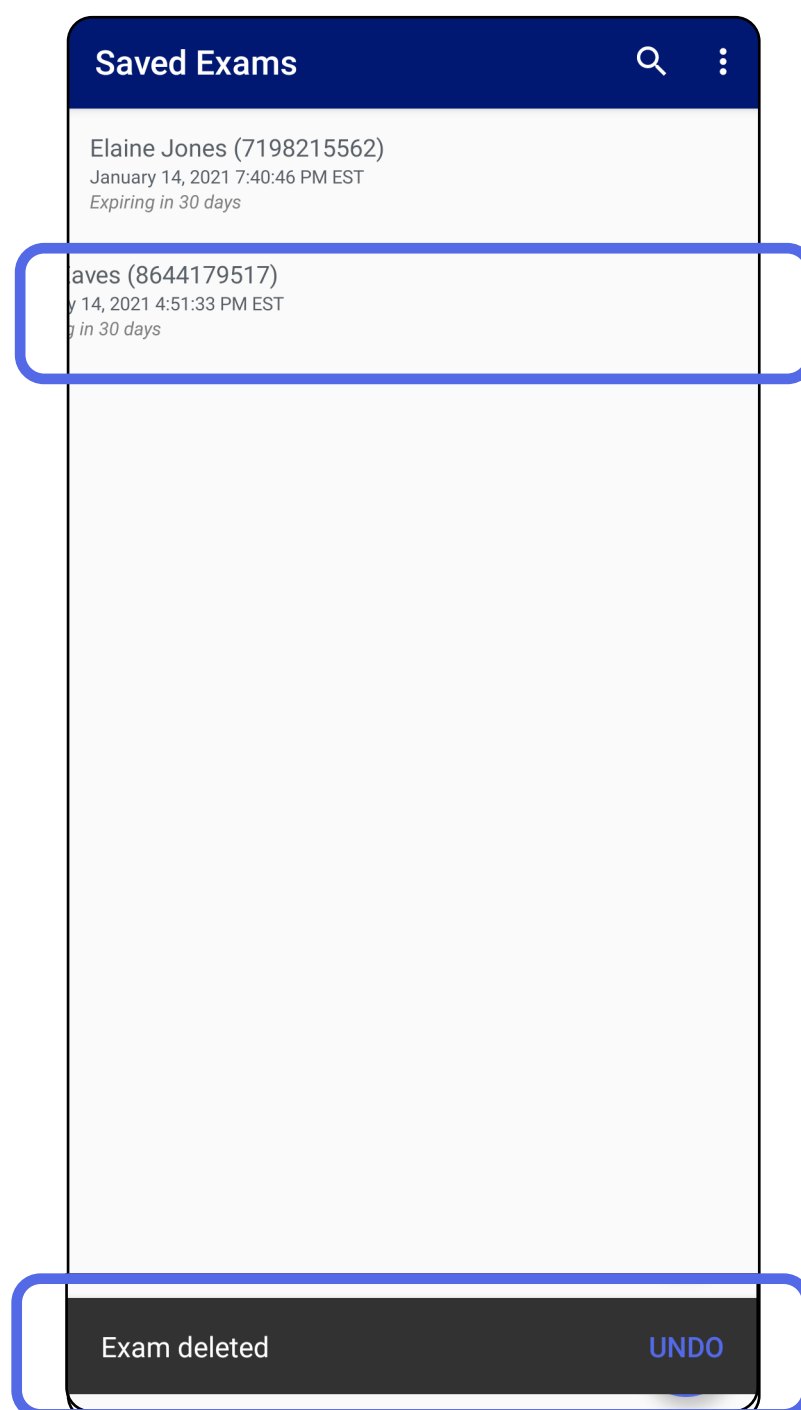 Saved Exams
Elaine Jones (7198215562)
January 14, 2021 7:40:46 PM EST
Expiring in 30 days
aves (8644179517)
y 14, 2021 4:51:33 PM EST
g in 30 days
Exam deleted UNDO